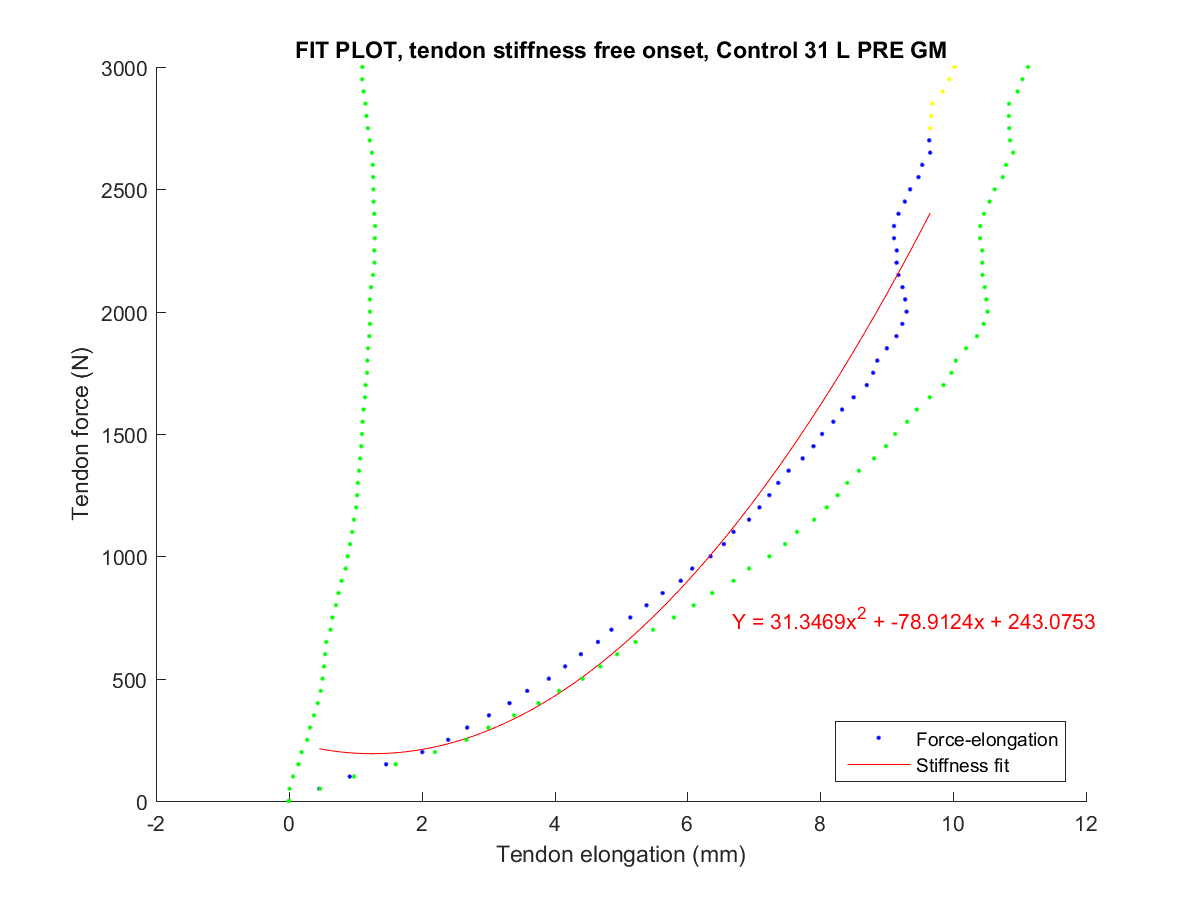 FIT PLOT, tendon stiffness free onset, Control 31 L PRE GM
3000
2500
2000
1500
1000
500
0
Tendon force (N)
Y = 31.3469x² + -78.9124x + 243.0753
Force-elongation
Stiffness fit
-2 0 2 4 6 8 10 12
Tendon elongation (mm)